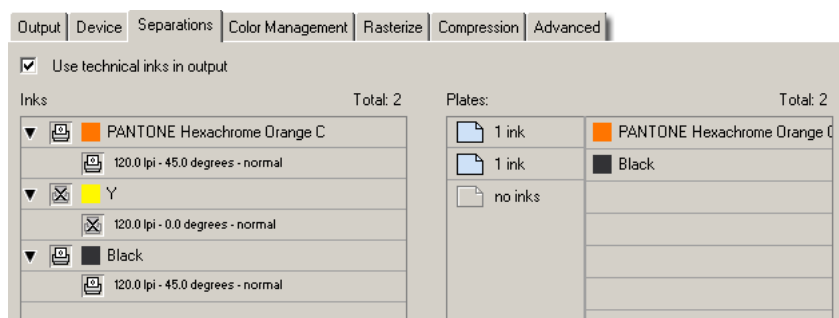 Output Device Separations Color Management Rasterize Compression Advanced
Use technical inks in output
Inks Total: 2 Plates: Total: 2
PANTONE Hexachrome Orange C 1 ink PANTONE Hexachrome Orange
120.0 lpi - 45.0 degrees - normal 1 ink Black
Y no inks
120.0 lpi - 0.0 degrees - normal
Black
120.0 lpi - 45.0 degrees - normal